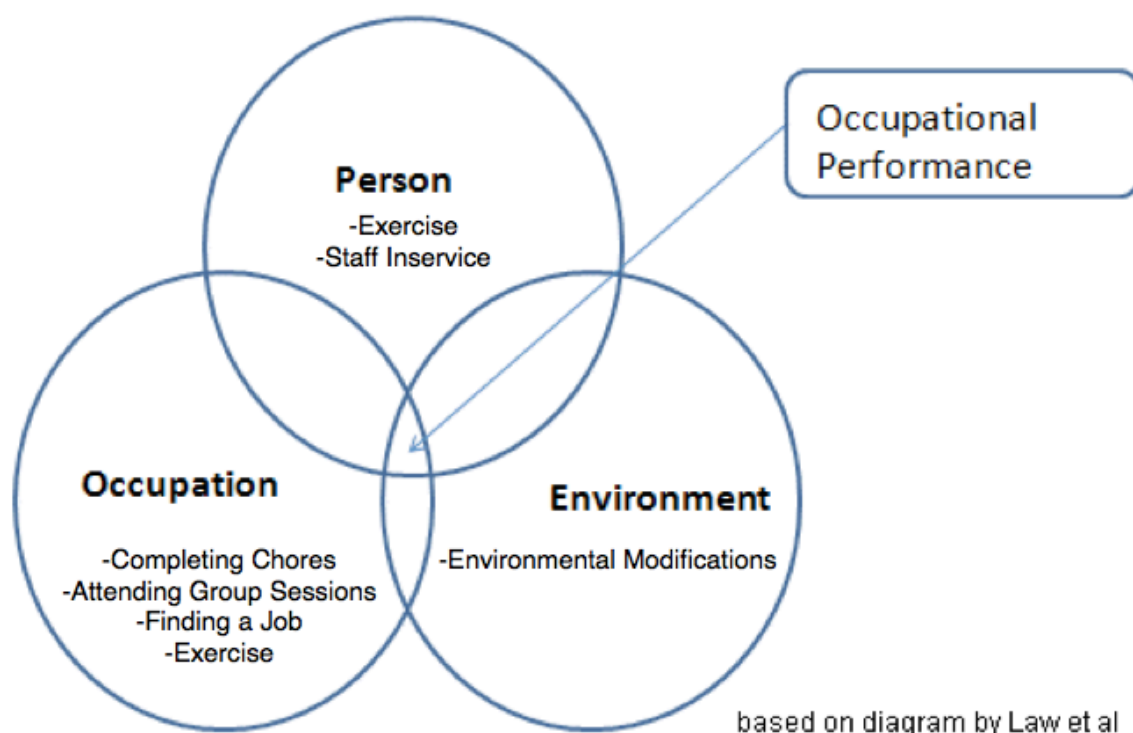 Occupational
Performance
Person
-Exercise
-Staff Inservice
Occupation
-Completing Chores
-Attending Group Sessions
-Finding a Job
-Exercise
Environment
-Environmental Modifications
based on diagram by Law et al